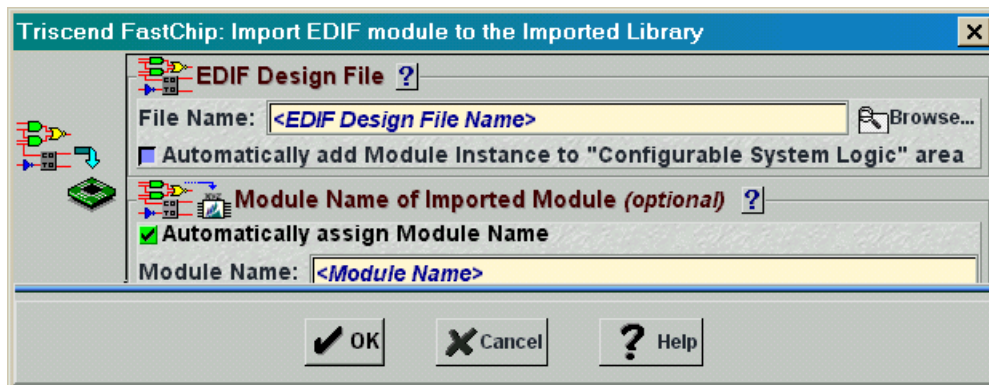 Triscend FastChip: Import EDIF module to the Imported Library
EDIF Design File ?
File Name: <EDIF Design File Name> Browse...
Automatically add Module Instance to "Configurable System Logic" area
Module Name of Imported Module (optional) ?
Automatically assign Module Name
Module Name: <Module Name>
OK Cancel ? Help